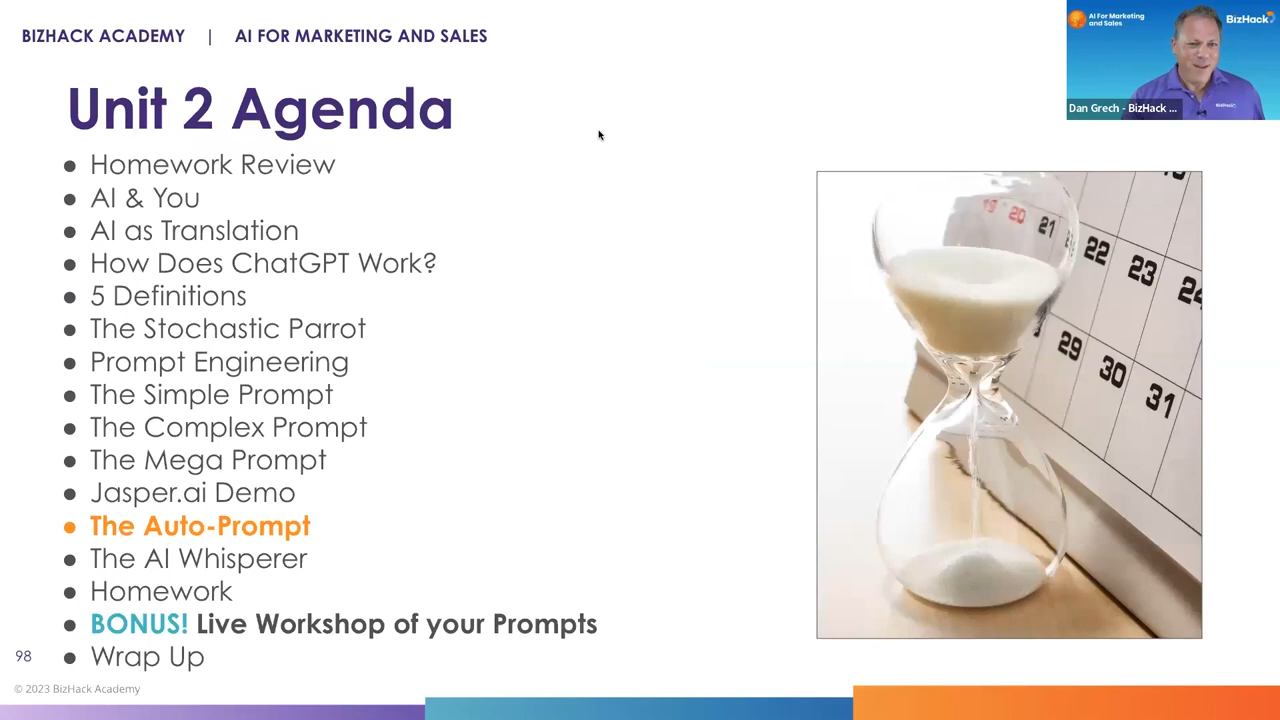 BIZHACK ACADEMY | AI FOR MARKETING AND SALES
AI For Marketing
and Sales
BizHack
Dan Grech - BizHack ...
Unit 2 Agenda
● Homework Review
● AI & You
● AI as Translation
● How Does ChatGPT Work?
● 5 Definitions
● The Stochastic Parrot
● Prompt Engineering
● The Simple Prompt
● The Complex Prompt
● The Mega Prompt
● Jasper.ai Demo
● The Auto-Prompt
● The AI Whisperer
● Homework
● BONUS! Live Workshop of your Prompts
● Wrap Up
19 20 21
22 23 24
29 30 31
98
© 2023 BizHack Academy